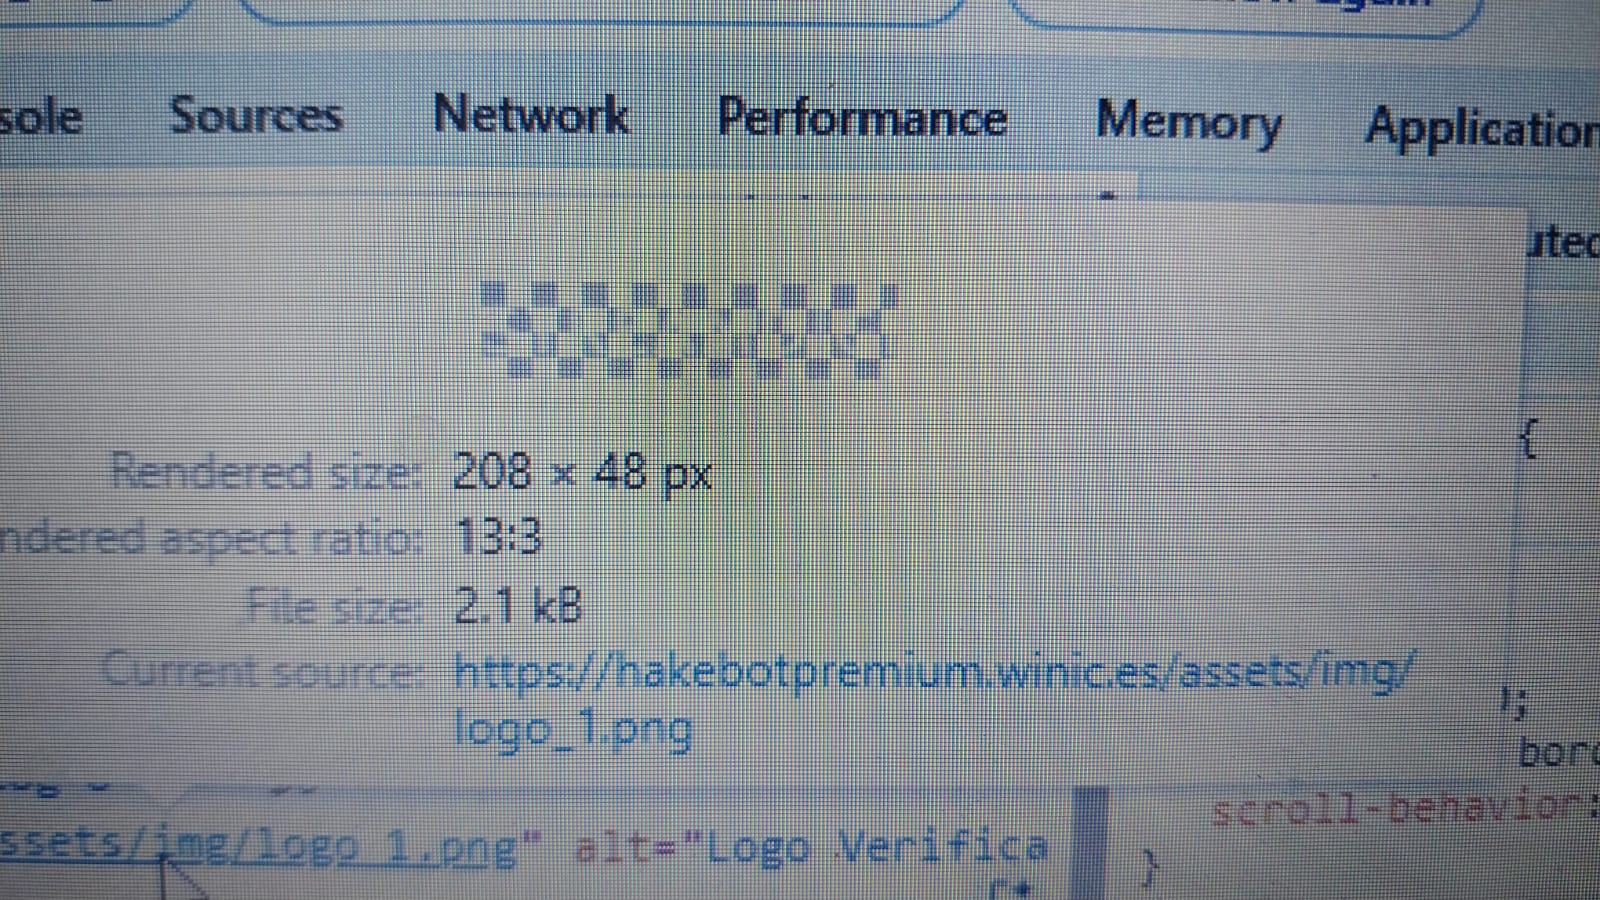 sole Sources Network Performance Memory Application
uted
Rendered size: 208 × 48 px
ndered aspect ratio: 13:3
File size: 2.1 kB
Current source: https://hakebotpremium.winic.es/assets/img/
logo_1.png
{
);
bord
scroll-behavior:
ssets/img/logo_1.png" alt="Logo Verifica
}